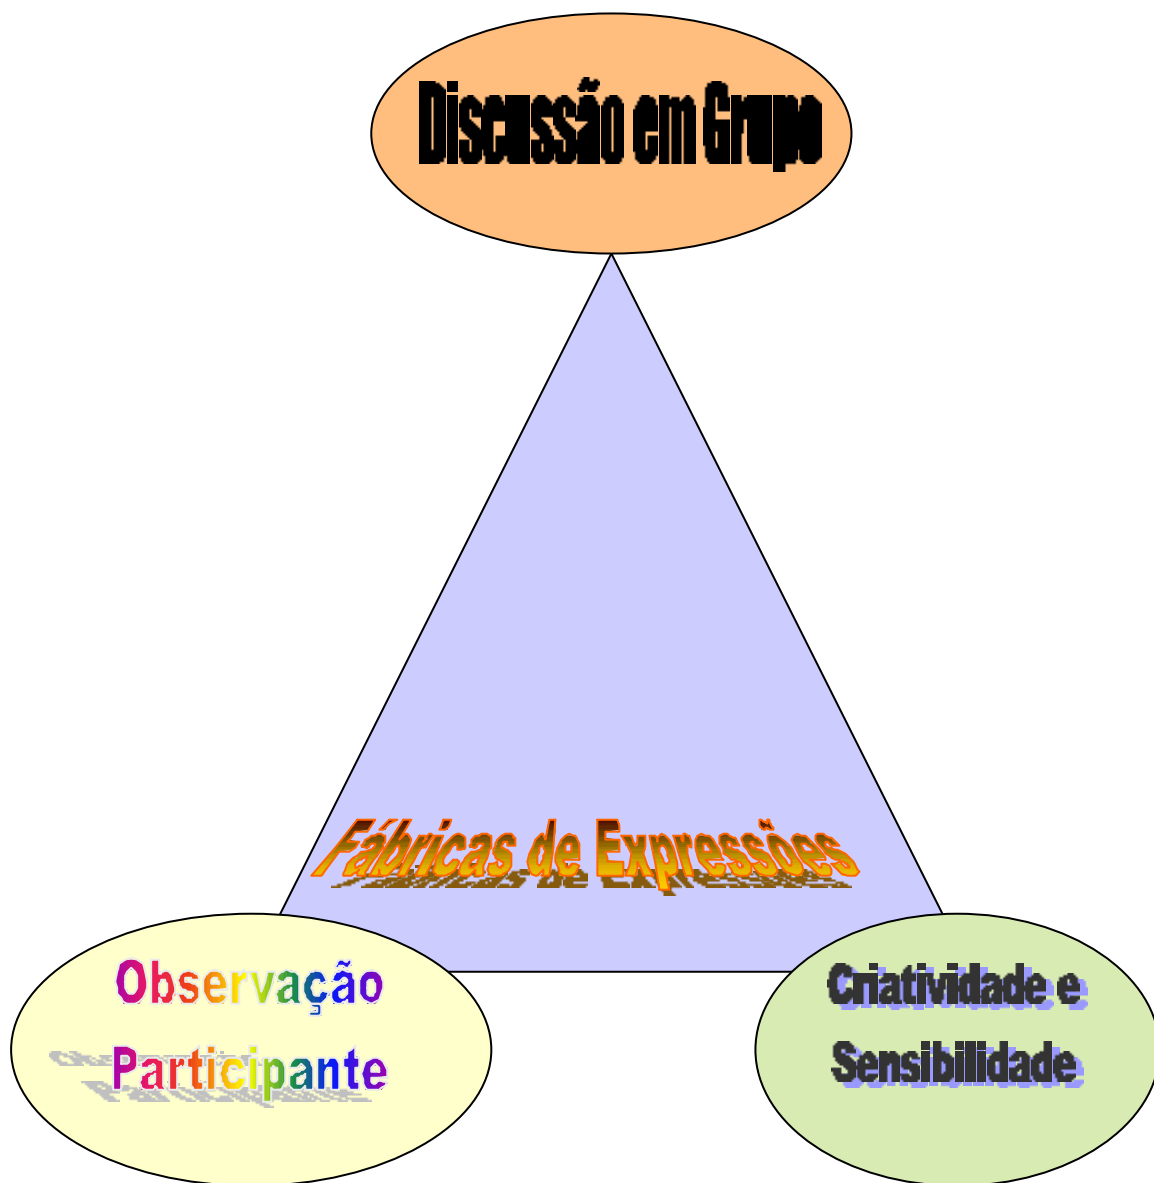 Discussão em Grupo
Fábricas de Expressões
Observação
Participante
Criatividade e
Sensibilidade